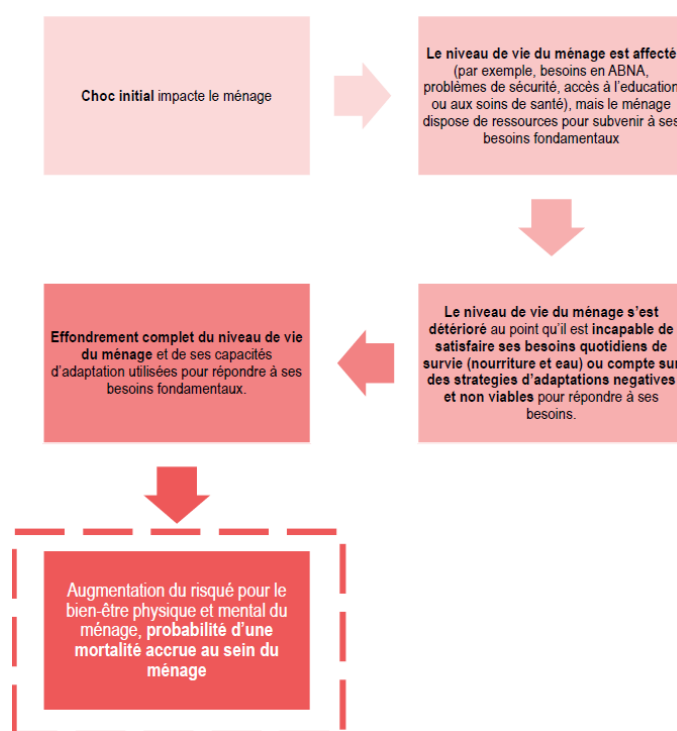 Choc initial impacte le ménage
Le niveau de vie du ménage est affecté
(par exemple, besoins en ABNA,
problèmes de sécurité, accès à l'education
ou aux soins de santé), mais le ménage
dispose de ressources pour subvenir à ses
besoins fondamentaux
Le niveau de vie du ménage s'est
détérioré au point qu'il est incapable de
satisfaire ses besoins quotidiens de
survie (nourriture et eau) ou compte sur
des strategies d'adaptations negatives
et non viables pour répondre à ses
besoins.
Effondrement complet du niveau de vie
du ménage et de ses capacités
d'adaptation utilisées pour répondre à ses
besoins fondamentaux.
Augmentation du risqué pour le
bien-être physique et mental du
ménage, probabilité d'une
mortalité accrue au sein du
ménage